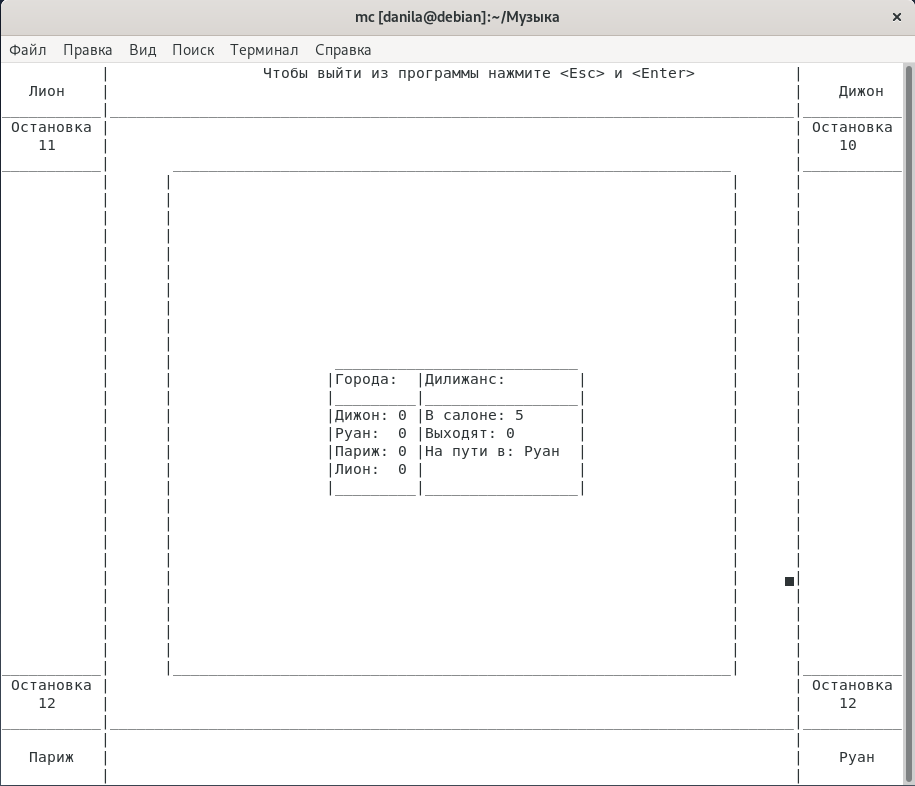 mc [danila@debian]:~/Музыка
Файл Правка Вид Поиск Терминал Справка
Чтобы выйти из программы нажмите <Esc> и <Enter>
Лион Дижон
Остановка Остановка
11 10
Города: Дилижанс:
Дижон: 0 В салоне: 5
Руан: 0 Выходят: 0
Париж: 0 На пути в: Руан
Лион: 0
Остановка Остановка
12 12
Париж Руан